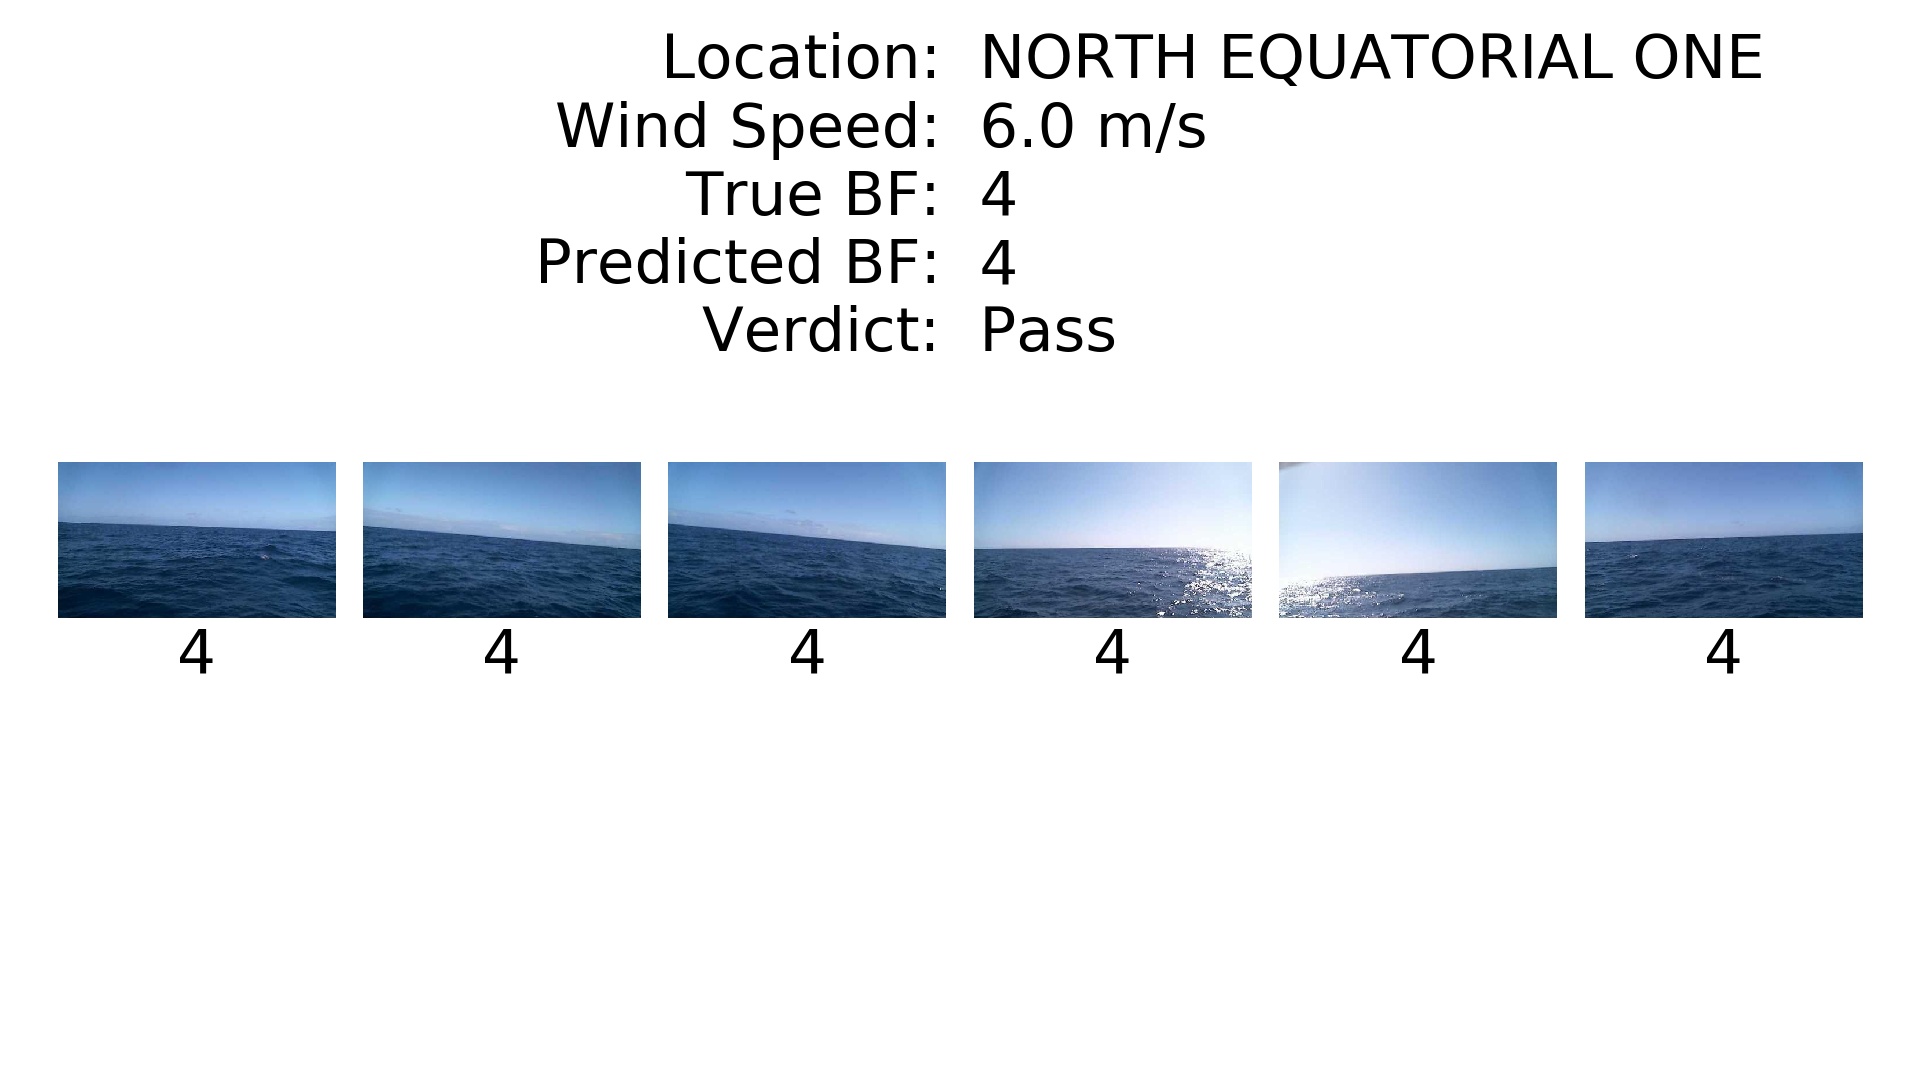 Location: NORTH EQUATORIAL ONE
Wind Speed: 6.0 m/s
True BF: 4
Predicted BF: 4
Verdict: Pass
4 4 4 4 4 4